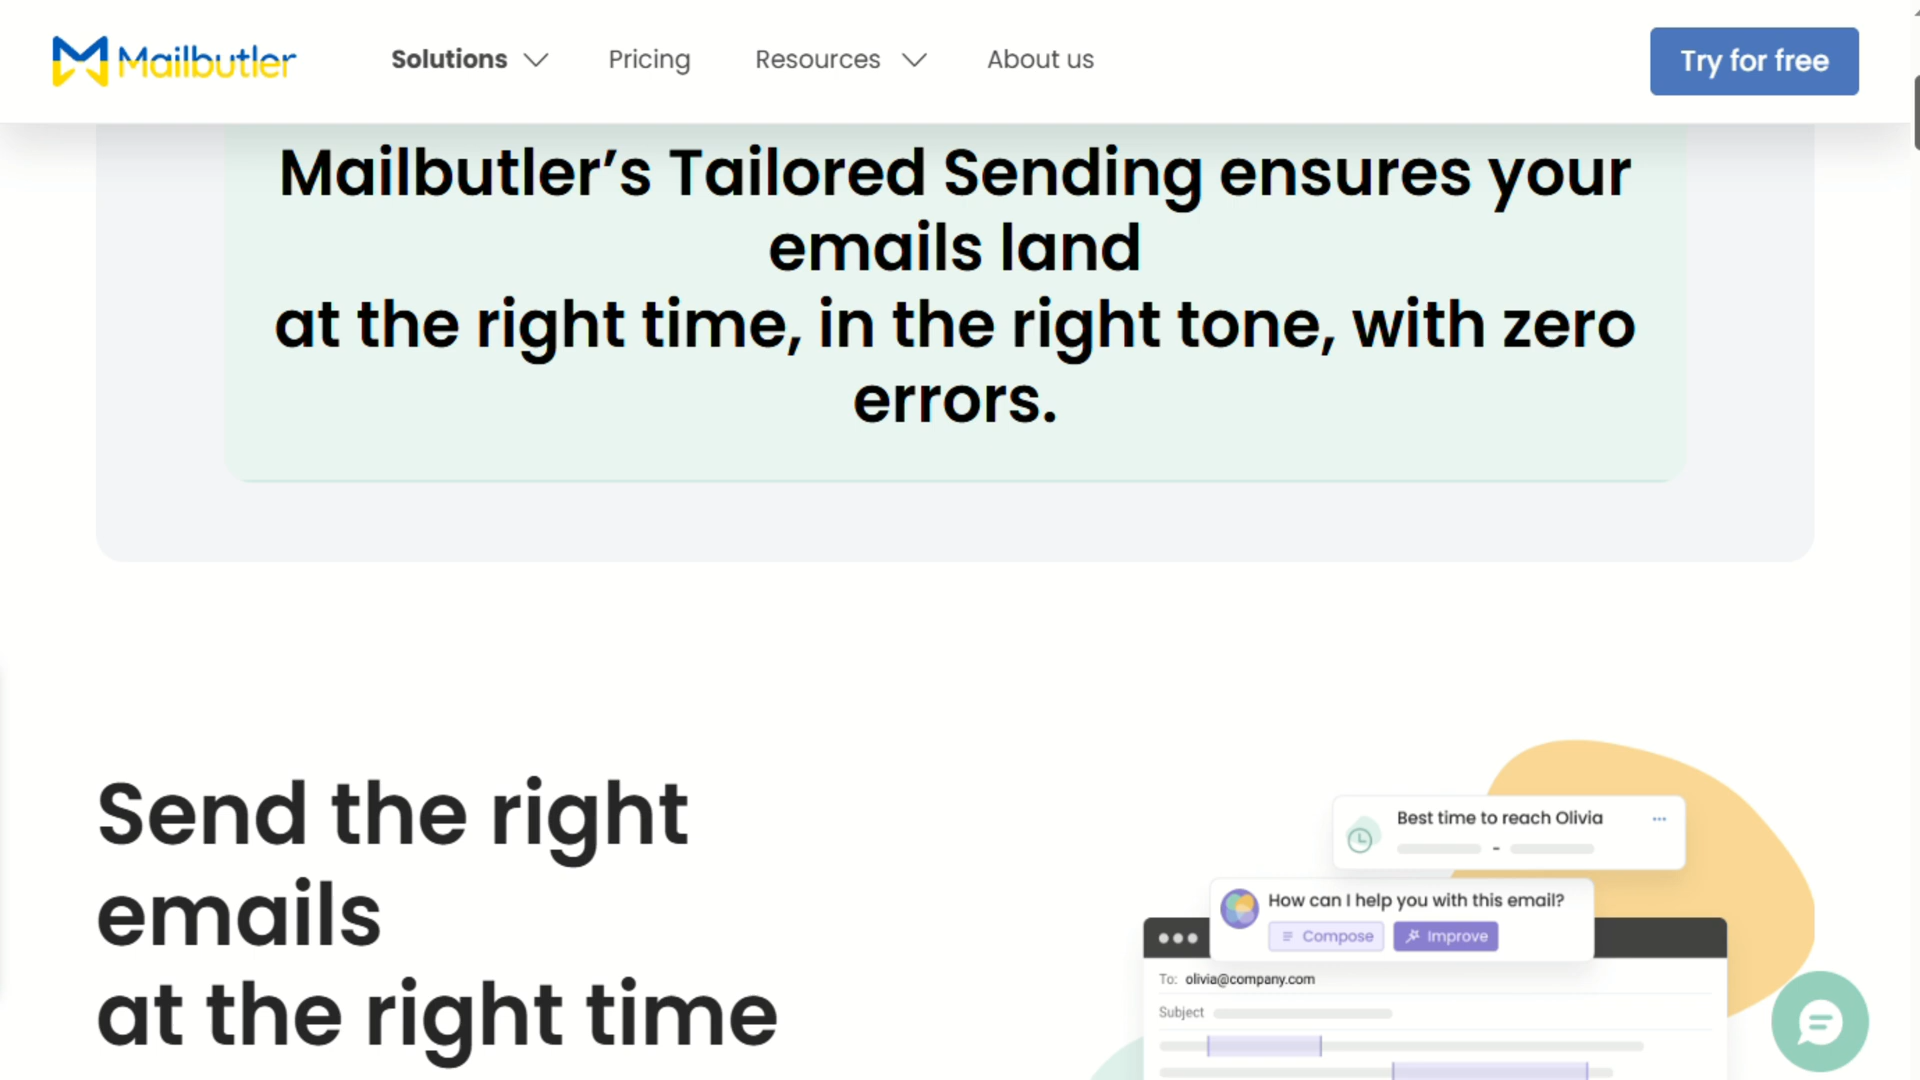 Mailbutler
Solutions
Pricing
Resources
About us
Try for free
Mailbutler’s Tailored Sending ensures your
emails land
at the right time, in the right tone, with zero
errors.
Send the right
emails
at the right time
Best time to reach Olivia
How can I help you with this email?
Compose
Improve
To: olivia@company.com
Subject